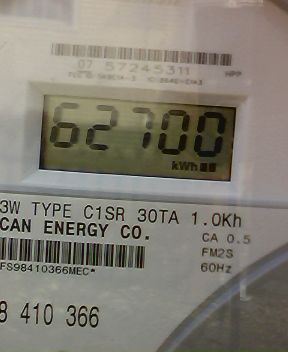 07 57245311 HPP
62700
kWh
3W TYPE C1SR 30TA 1.0Kh
CAN ENERGY CO. CA 0.5
FM2S
FS98410366MEC* 60Hz
8 410 366